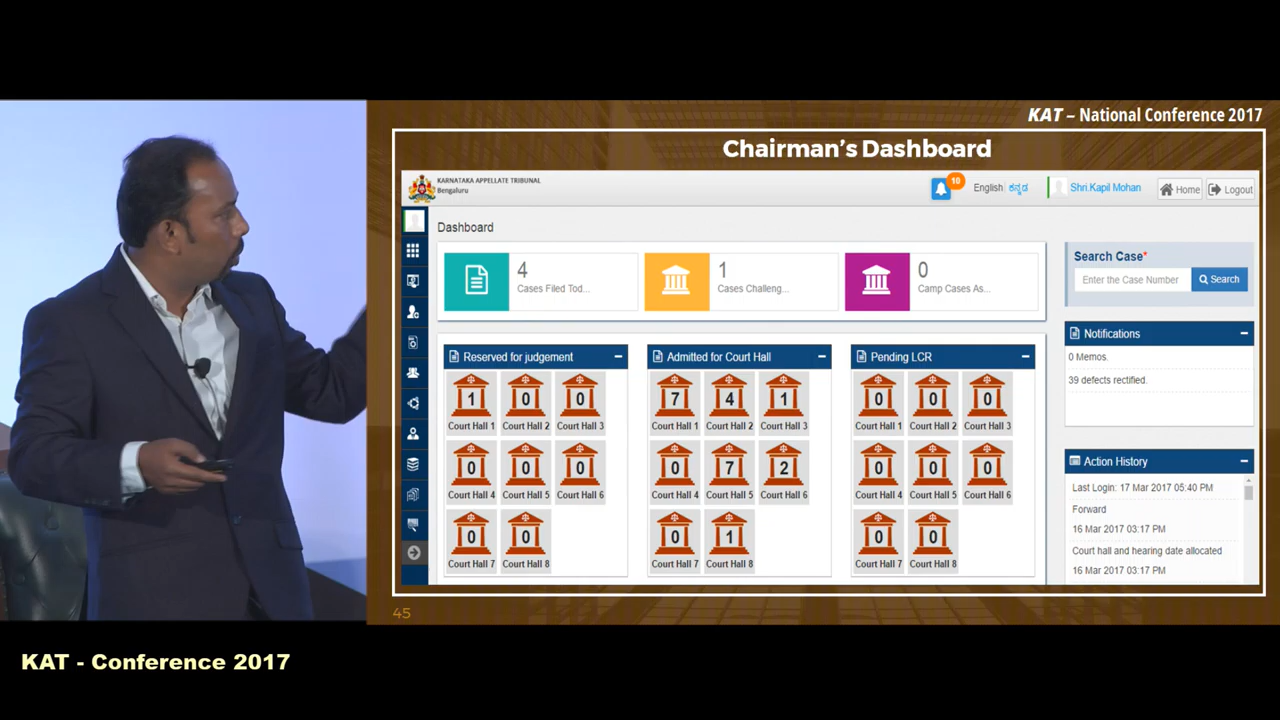 KAT – National Conference 2017
Chairman's Dashboard
KARNATAKA APPELLATE TRIBUNAL
Bengaluru
10
English ಕನ್ನಡ
Shri.Kapil Mohan
Home
Logout
Dashboard
4
Cases Filed Tod...
1
Cases Challeng...
0
Camp Cases As...
Search Case*
Enter the Case Number
Search
Reserved for judgement
1 0 0
Court Hall 1 Court Hall 2 Court Hall 3
0 0 0
Court Hall 4 Court Hall 5 Court Hall 6
0 0
Court Hall 7 Court Hall 8
Admitted for Court Hall
7 4 1
Court Hall 1 Court Hall 2 Court Hall 3
0 7 2
Court Hall 4 Court Hall 5 Court Hall 6
0 1
Court Hall 7 Court Hall 8
Pending LCR
0 0 0
Court Hall 1 Court Hall 2 Court Hall 3
0 0 0
Court Hall 4 Court Hall 5 Court Hall 6
0 0
Court Hall 7 Court Hall 8
Notifications
0 Memos.
39 defects rectified.
Action History
Last Login: 17 Mar 2017 05:40 PM
Forward
16 Mar 2017 03:17 PM
Court hall and hearing date allocated
16 Mar 2017 03:17 PM
45
KAT - Conference 2017